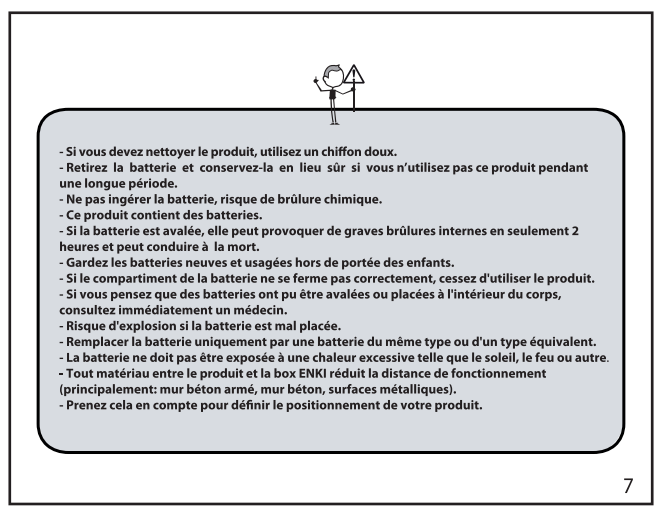 - Si vous devez nettoyer le produit, utilisez un chiffon doux.
- Retirez la batterie et conservez-la en lieu sûr si vous n'utilisez pas ce produit pendant
une longue période.
- Ne pas ingérer la batterie, risque de brûlure chimique.
- Ce produit contient des batteries.
- Si la batterie est avalée, elle peut provoquer de graves brûlures internes en seulement 2
heures et peut conduire à la mort.
- Gardez les batteries neuves et usagées hors de portée des enfants.
- Si le compartiment de la batterie ne se ferme pas correctement, cessez d'utiliser le produit.
- Si vous pensez que des batteries ont pu être avalées ou placées à l'intérieur du corps,
consultez immédiatement un médecin.
- Risque d'explosion si la batterie est mal placée.
- Remplacer la batterie uniquement par une batterie du même type ou d'un type équivalent.
- La batterie ne doit pas être exposée à une chaleur excessive telle que le soleil, le feu ou autre.
- Tout matériau entre le produit et la box ENKI réduit la distance de fonctionnement
(principalement: mur béton armé, mur béton, surfaces métalliques).
- Prenez cela en compte pour définir le positionnement de votre produit.
7